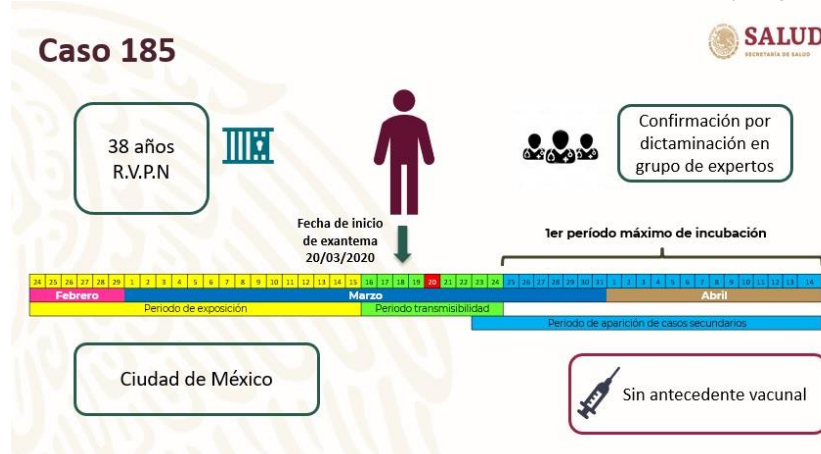 Caso 185
SALUD
SECRETARÍA DE SALUD
38 años
R.V.P.N
Confirmación por
dictaminación en
grupo de expertos
Fecha de inicio
de exantema
20/03/2020
1er período máximo de incubación
24 25 26 27 28 29 1 2 3 4 5 6 7 8 9 10 11 12 13 14 15 16 17 18 19 20 21 22 23 24 25 26 27 28 29 30 31 1 2 3 4 5 6 7 8 9 10 11 12 13 14
Febrero Marzo Abril
Periodo de exposición Periodo transmisibilidad
Periodo de aparición de casos secundarios
Ciudad de México
Sin antecedente vacunal